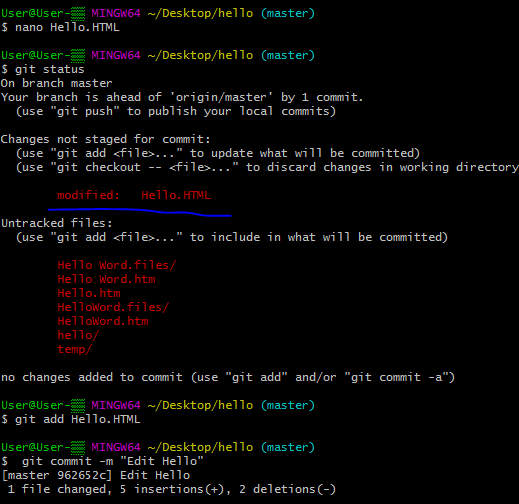 User@User-▒▒ MINGW64 ~/Desktop/hello (master)
$ nano Hello.HTML
User@User-▒▒ MINGW64 ~/Desktop/hello (master)
$ git status
On branch master
Your branch is ahead of 'origin/master' by 1 commit.
  (use "git push" to publish your local commits)
Changes not staged for commit:
  (use "git add <file>..." to update what will be committed)
  (use "git checkout -- <file>..." to discard changes in working directory
        modified:   Hello.HTML
Untracked files:
  (use "git add <file>..." to include in what will be committed)
        Hello Word.files/
        Hello Word.htm
        Hello.htm
        HelloWord.files/
        HelloWord.htm
        hello/
        temp/
no changes added to commit (use "git add" and/or "git commit -a")
User@User-▒▒ MINGW64 ~/Desktop/hello (master)
$ git add Hello.HTML
User@User-▒▒ MINGW64 ~/Desktop/hello (master)
$  git commit -m "Edit Hello"
[master 962652c] Edit Hello
 1 file changed, 5 insertions(+), 2 deletions(-)